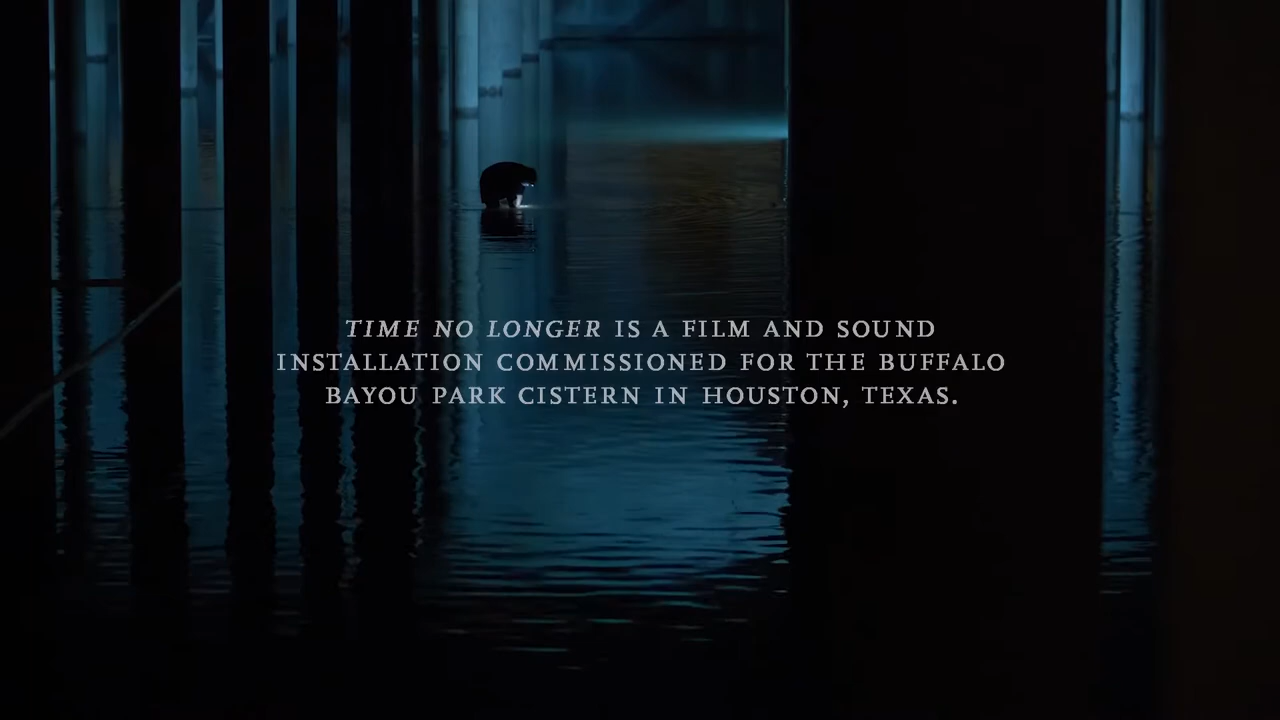 TIME NO LONGER IS A FILM AND SOUND
INSTALLATION COMMISSIONED FOR THE BUFFALO
BAYOU PARK CISTERN IN HOUSTON, TEXAS.